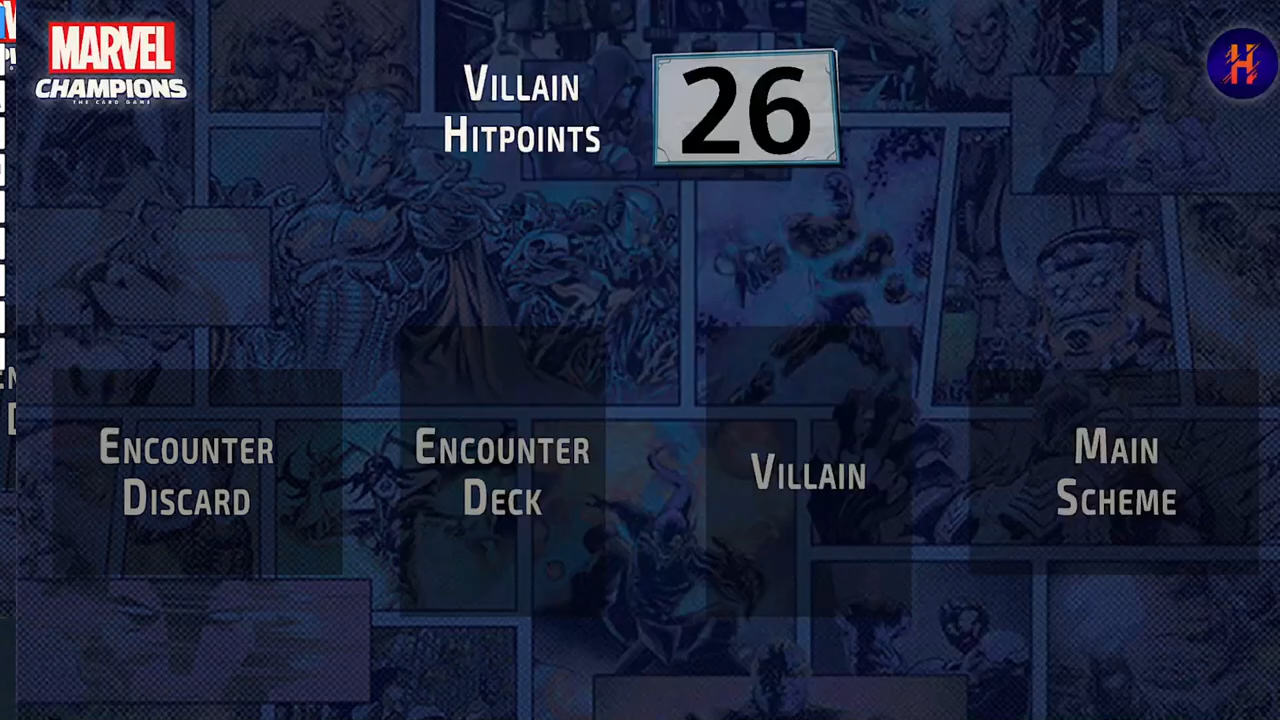 MARVEL
CHAMPIONS
THE CARD GAME
VILLAIN
HITPOINTS
26
H
ENCOUNTER
DISCARD
ENCOUNTER
DECK
VILLAIN
MAIN
SCHEME